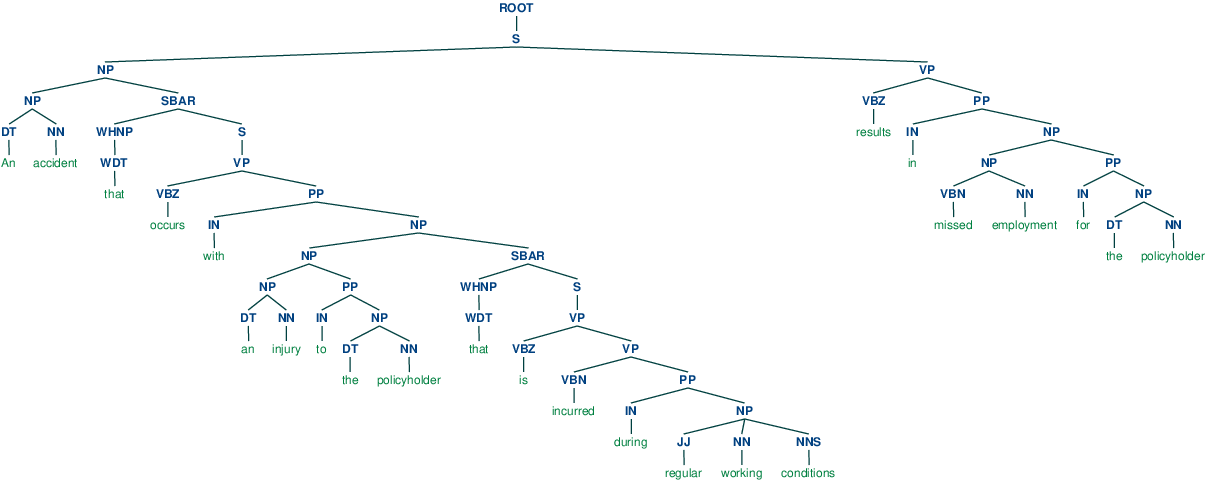 ROOT
S
NP VP
NP SBAR VBZ PP
DT NN WHNP S results IN NP
An accident WDT VP in NP PP
that VBZ PP VBN NN IN NP
occurs IN NP missed employment for DT NN
with NP SBAR the policyholder
NP PP WHNP S
DT NN IN NP WDT VP
an injury to DT NN that VBZ VP
the policyholder is VBN PP
incurred IN NP
during JJ NN NNS
regular working conditions